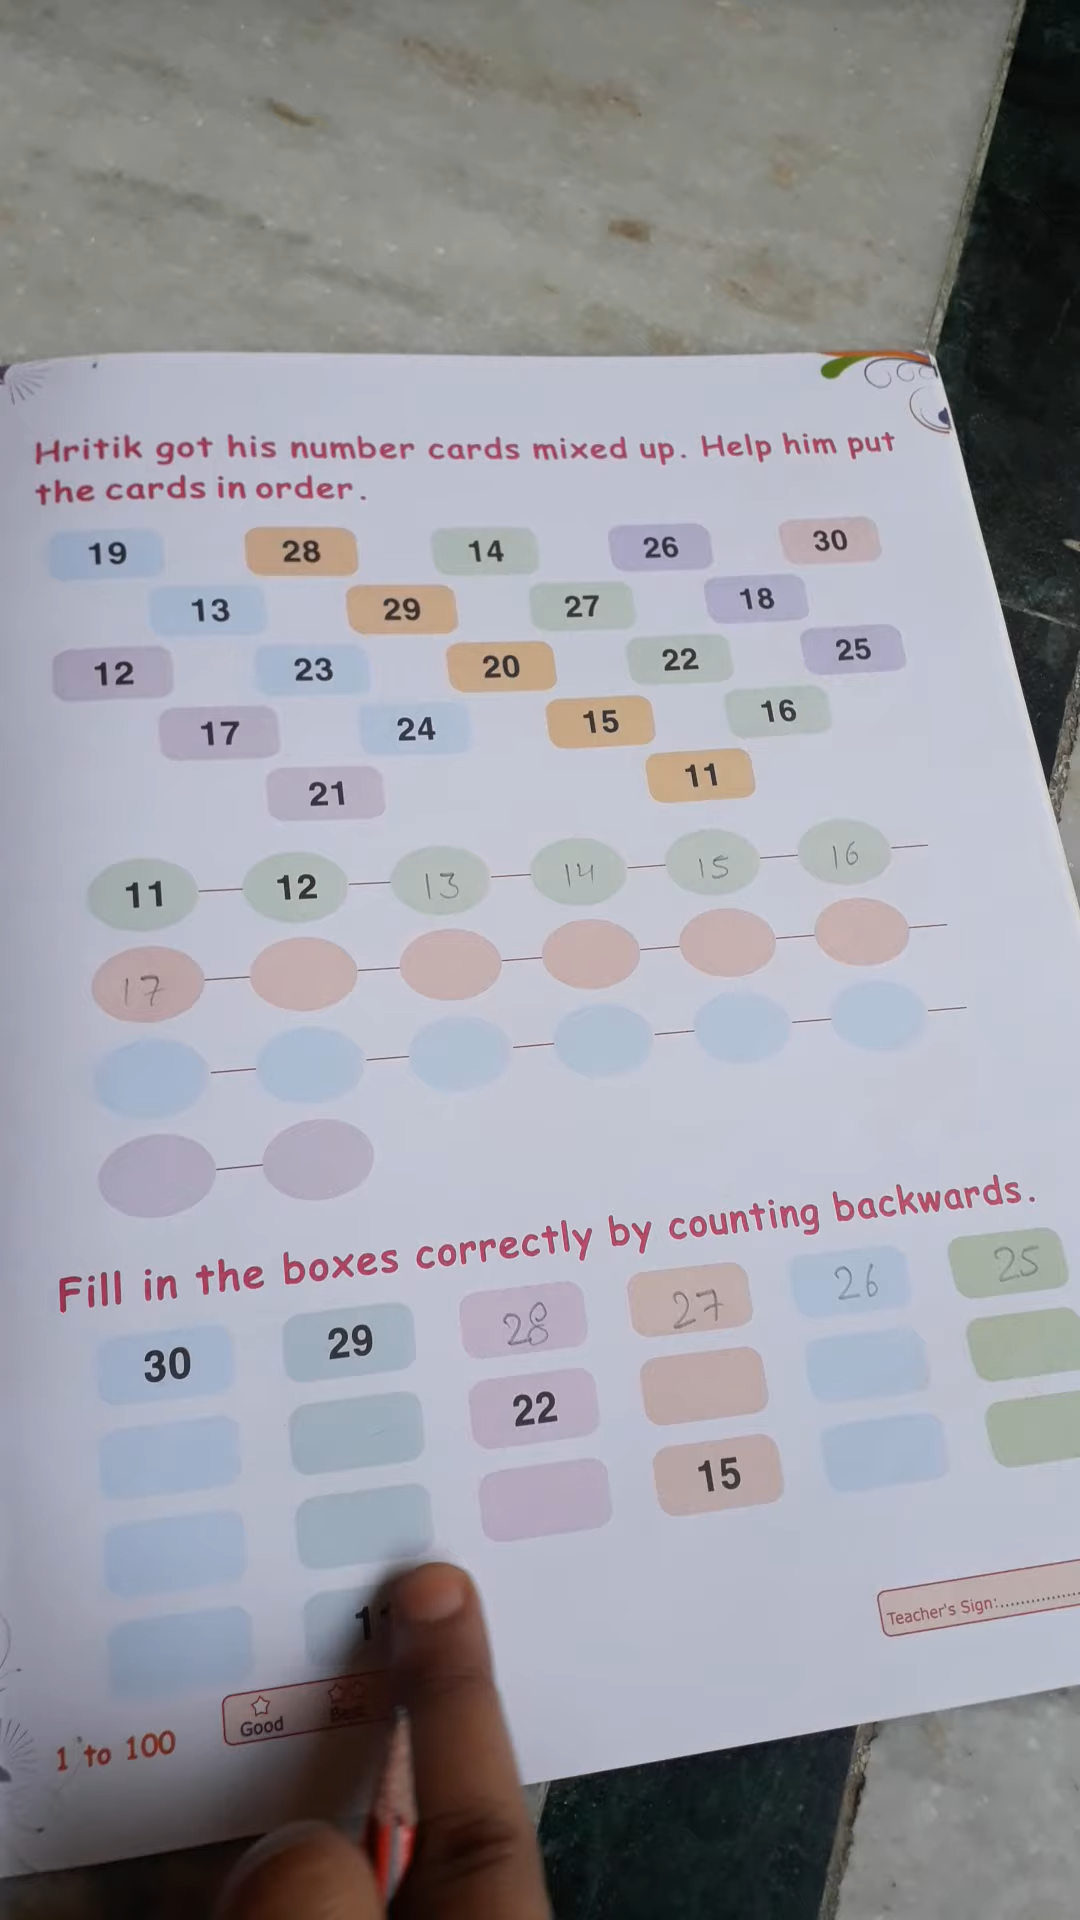 Hritik got his number cards mixed up. Help him put
the cards in order.
19 28 14 26 30
13 29 27 18
12 23 20 22 25
17 24 15 16
21 11
11 12 13 14 15 16
17
Fill in the boxes correctly by counting backwards.
30 29 28 27 26 25
22
15
Teacher's Sign:..............
Good
1 to 100